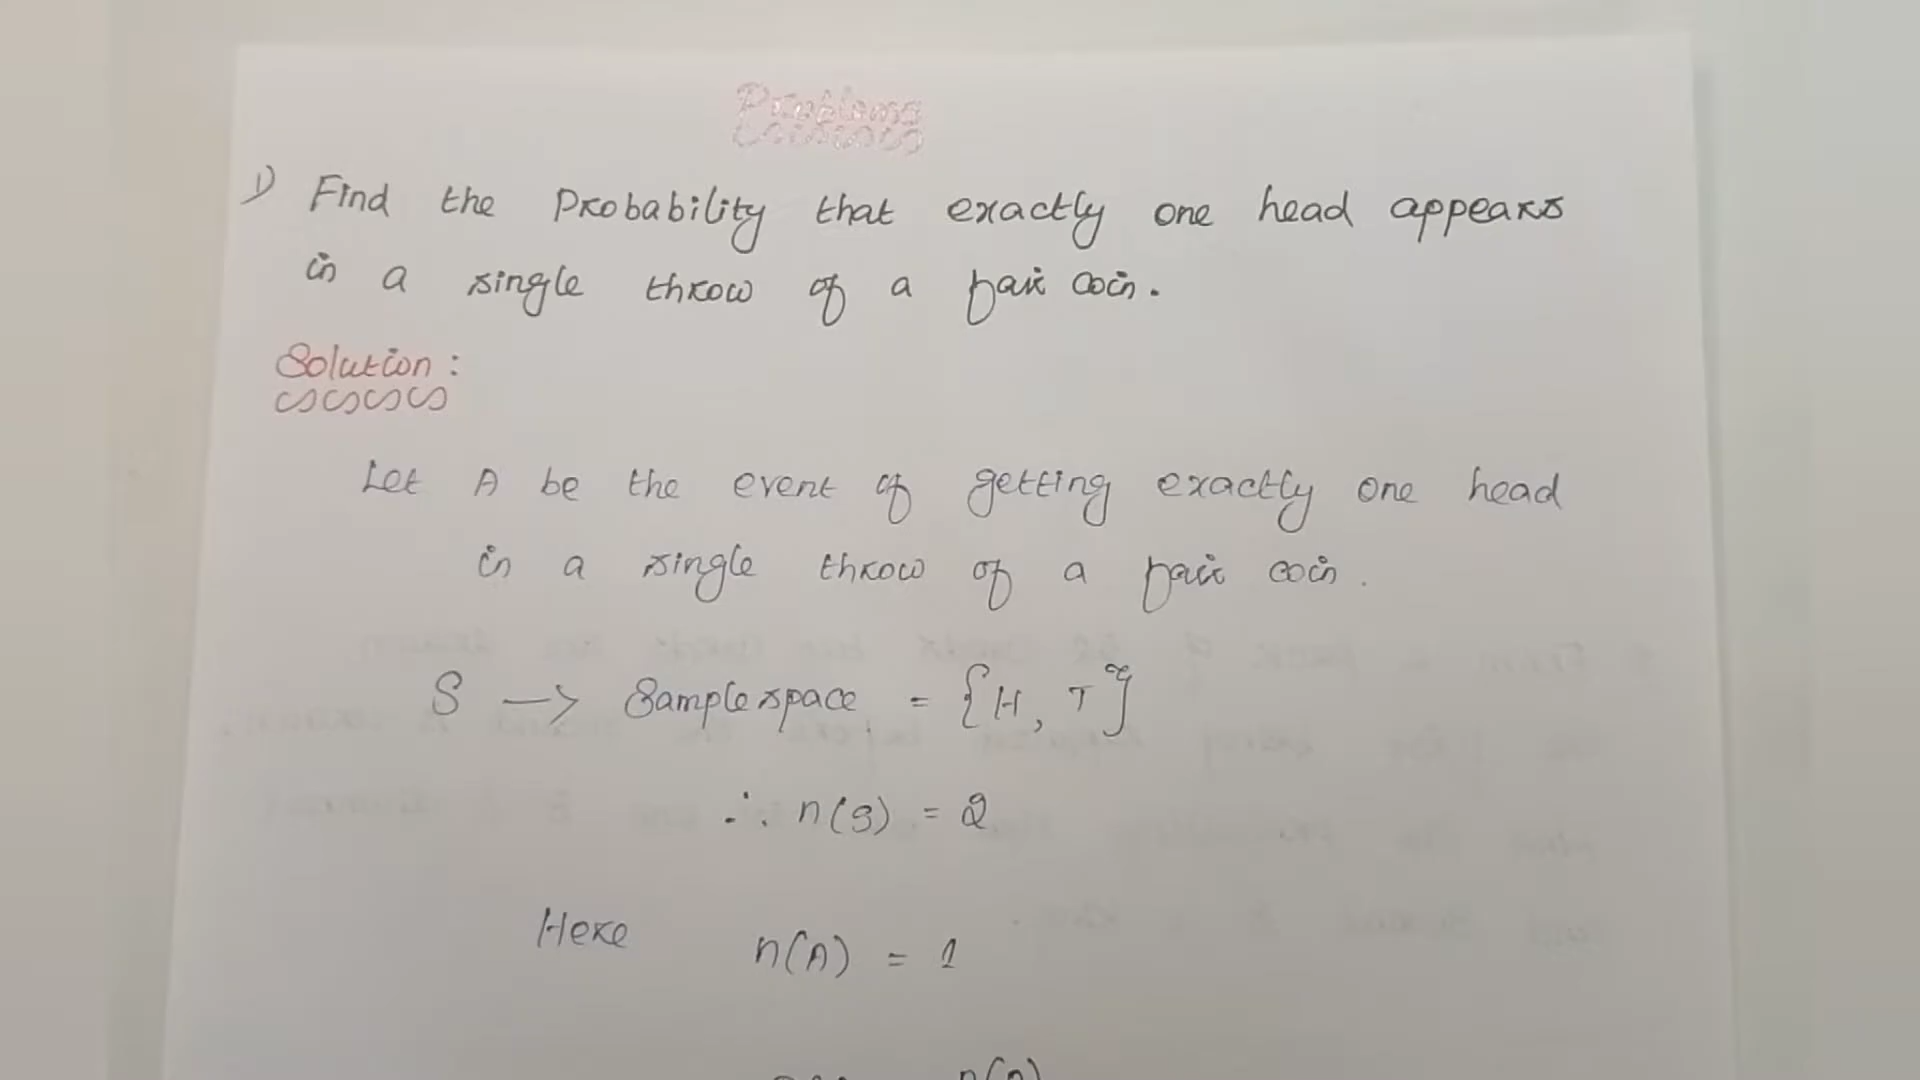 Problems
1) Find the Probability that exactly one head appears
in a single throw of a fair coin.
Solution:
Let A be the event of getting exactly one head
in a single throw of a fair coin.
S → Sample space = {H, T}
∴ n(S) = 2
Here n(A) = 1